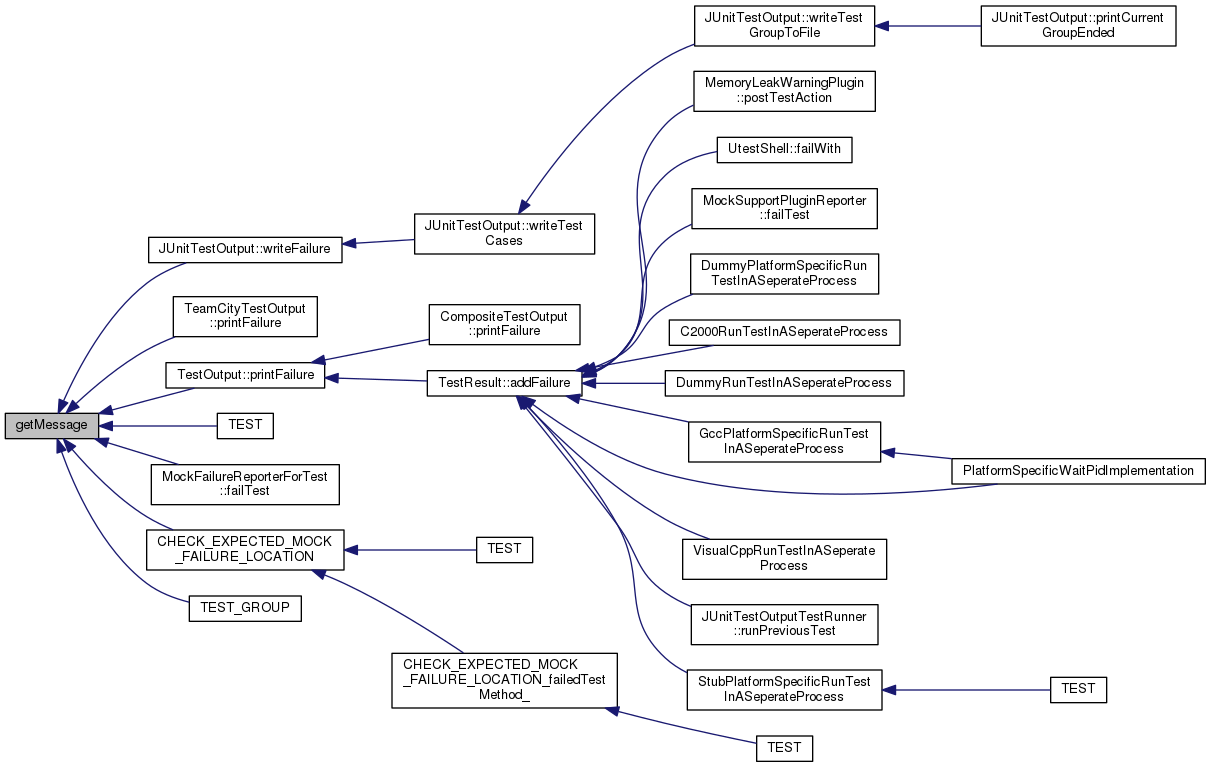 JUnitTestOutput::writeTest
GroupToFile
JUnitTestOutput::printCurrent
GroupEnded
MemoryLeakWarningPlugin
::postTestAction
UtestShell::failWith
MockSupportPluginReporter
::failTest
JUnitTestOutput::writeTest
Cases
JUnitTestOutput::writeFailure
DummyPlatformSpecificRun
TestInASeperateProcess
TeamCityTestOutput
::printFailure
CompositeTestOutput
::printFailure
C2000RunTestInASeperateProcess
TestOutput::printFailure
TestResult::addFailure
DummyRunTestInASeperateProcess
getMessage
TEST
GccPlatformSpecificRunTest
InASeperateProcess
PlatformSpecificWaitPidImplementation
MockFailureReporterForTest
::failTest
CHECK_EXPECTED_MOCK
_FAILURE_LOCATION
TEST
VisualCppRunTestInASeperate
Process
TEST_GROUP
JUnitTestOutputTestRunner
::runPreviousTest
CHECK_EXPECTED_MOCK
_FAILURE_LOCATION_failedTest
Method_
StubPlatformSpecificRunTest
InASeperateProcess
TEST
TEST